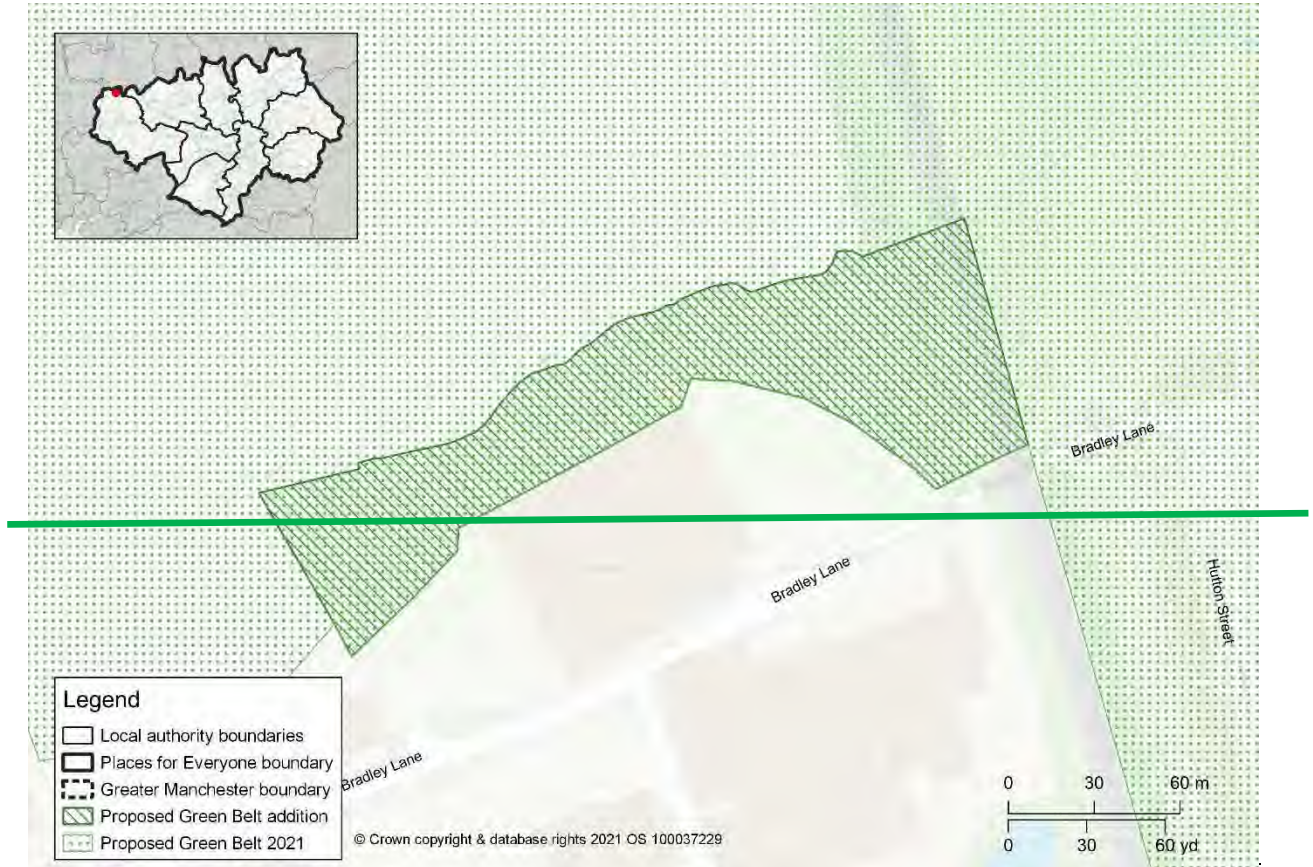 Bradley Lane
Bradley Lane
Hutton Street
Bradley Lane
Legend
Local authority boundaries
Places for Everyone boundary
Greater Manchester boundary
Proposed Green Belt addition
Proposed Green Belt 2021
© Crown copyright & database rights 2021 OS 100037229
0 30 60 m
0 30 60 yd